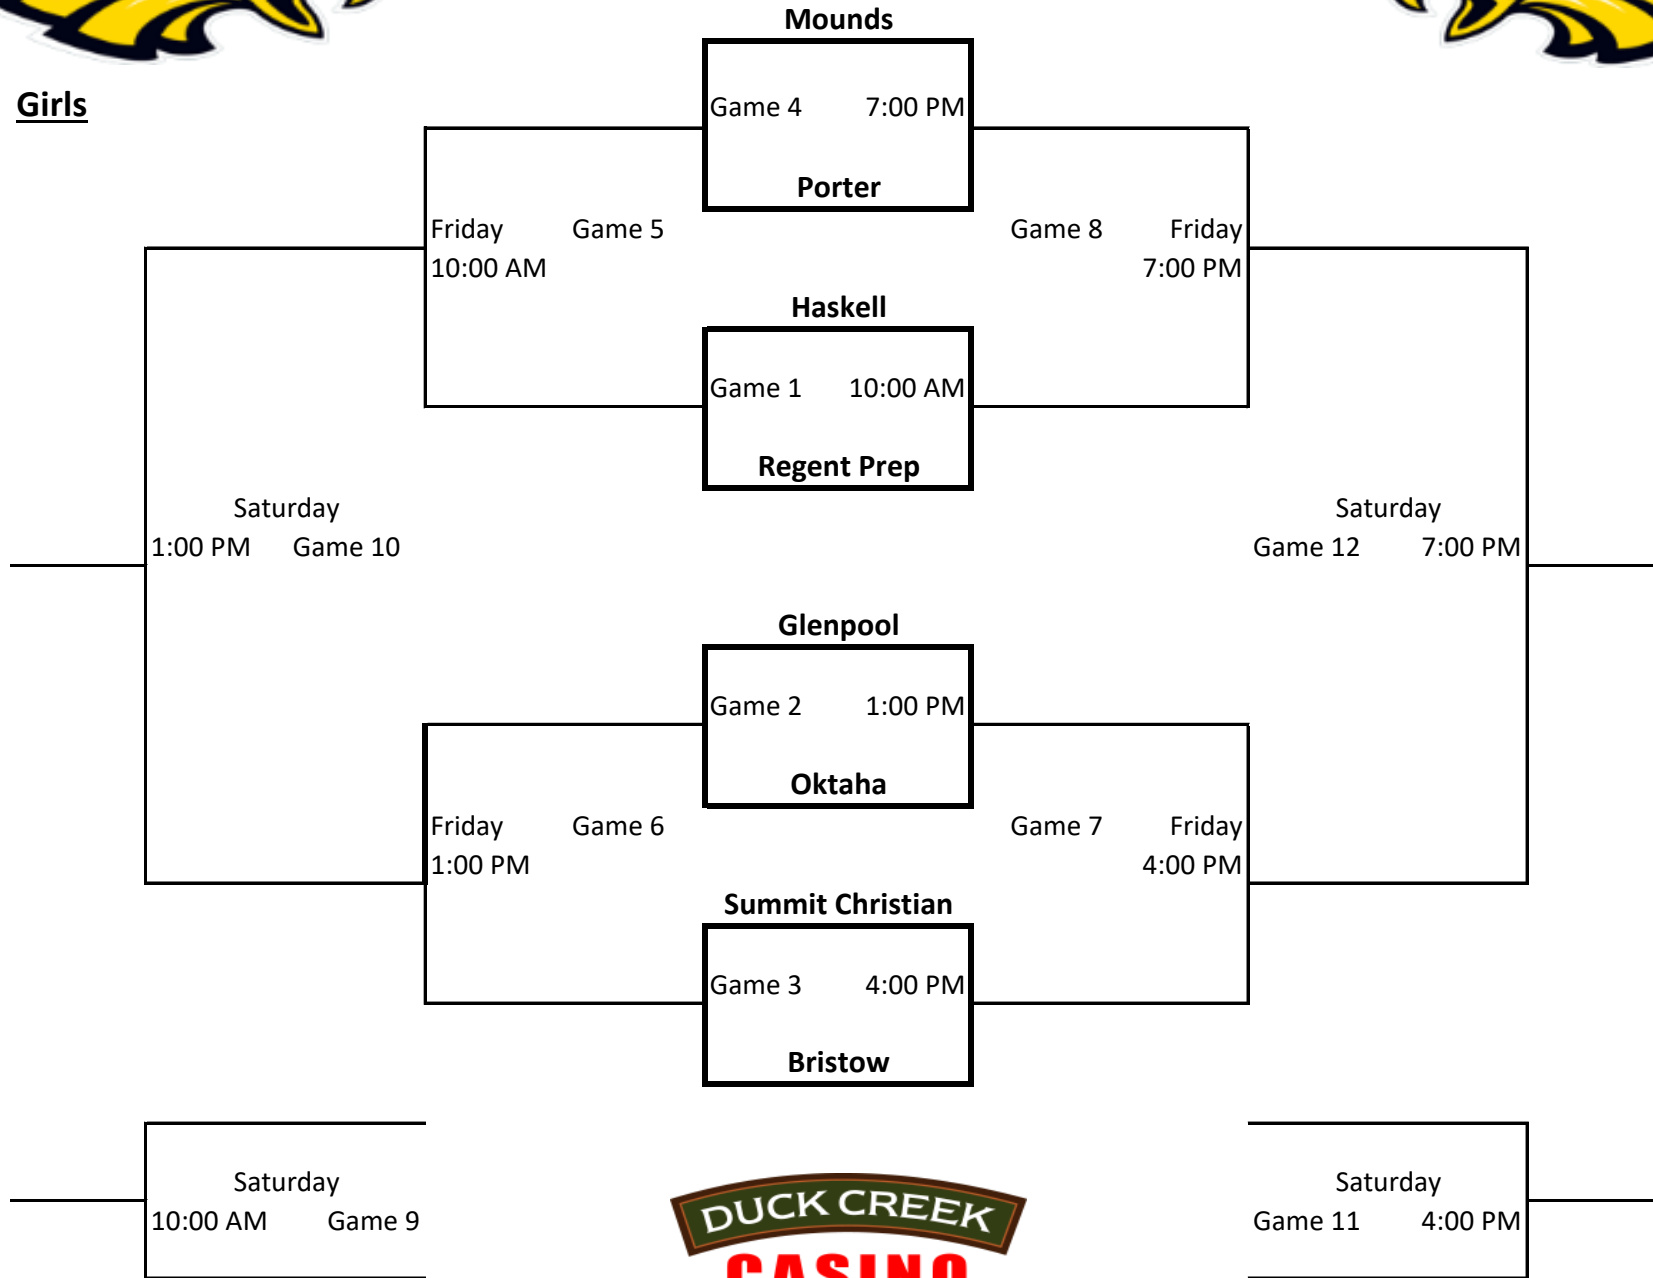 Mounds
Girls
Game 4 7:00 PM
Porter
Friday Game 5 Game 8 Friday
10:00 AM 7:00 PM
Haskell
Game 1 10:00 AM
Regent Prep
Saturday Saturday
1:00 PM Game 10 Game 12 7:00 PM
Glenpool
Game 2 1:00 PM
Oktaha
Friday Game 6 Game 7 Friday
1:00 PM 4:00 PM
Summit Christian
Game 3 4:00 PM
Bristow
Saturday Saturday
10:00 AM Game 9 Game 11 4:00 PM
DUCK CREEK
CASINO